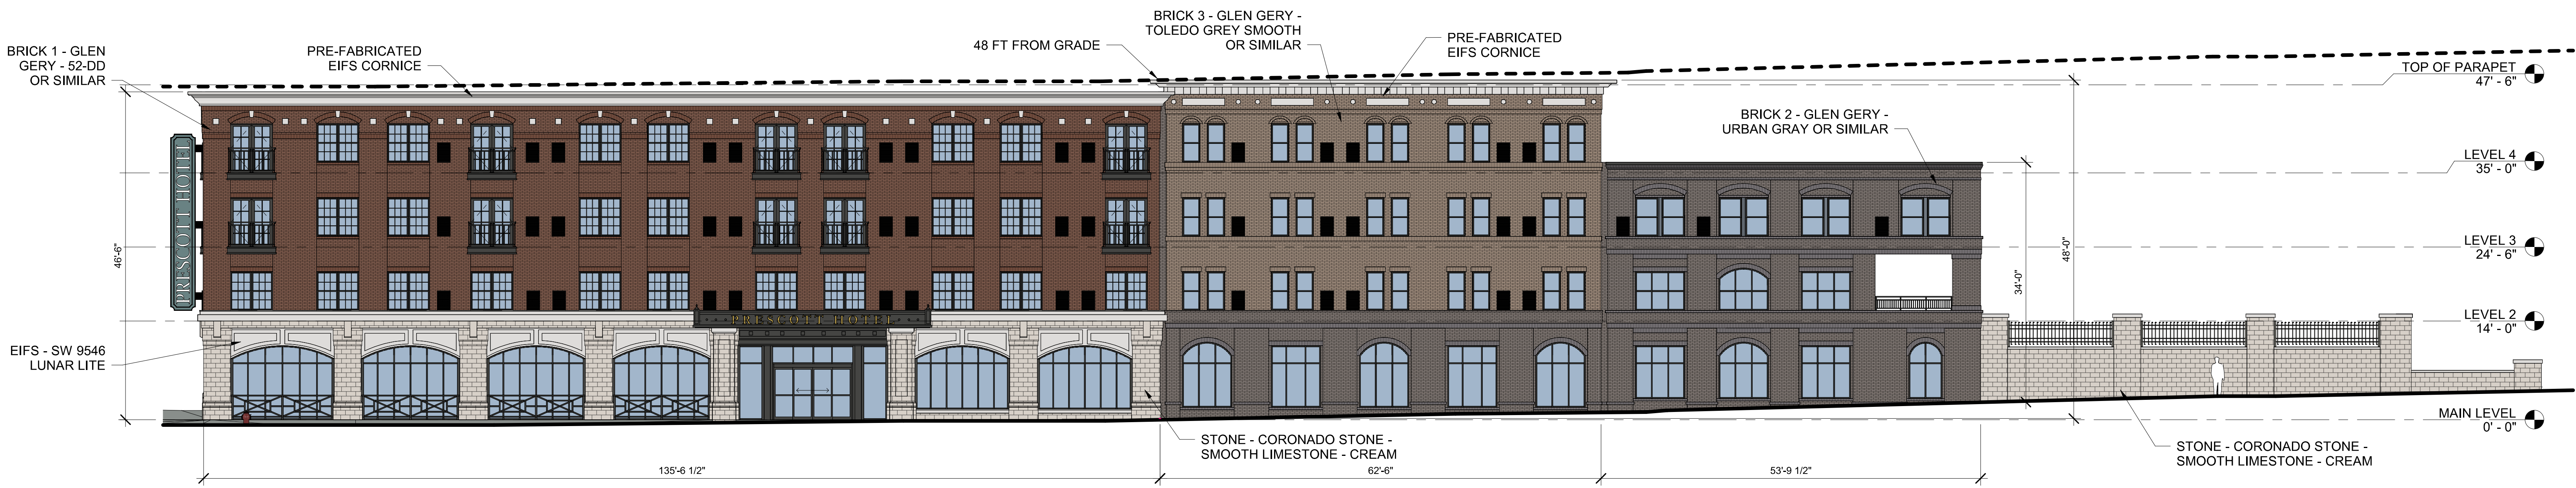 BRICK 1 - GLEN
GERY - 52-DD
OR SIMILAR
PRE-FABRICATED
EIFS CORNICE
48 FT FROM GRADE
BRICK 3 - GLEN GERY -
TOLEDO GREY SMOOTH
OR SIMILAR
PRE-FABRICATED
EIFS CORNICE
BRICK 2 - GLEN GERY -
URBAN GRAY OR SIMILAR
TOP OF PARAPET
47' - 6"
LEVEL 4
35' - 0"
LEVEL 3
24' - 6"
LEVEL 2
14' - 0"
MAIN LEVEL
0' - 0"
PRESCOTT HOTEL
46'-6"
PRESCOTT HOTEL
34'-0"
48'-0"
EIFS - SW 9546
LUNAR LITE
STONE - CORONADO STONE -
SMOOTH LIMESTONE - CREAM
STONE - CORONADO STONE -
SMOOTH LIMESTONE - CREAM
135'-6 1/2"
62'-6"
53'-9 1/2"